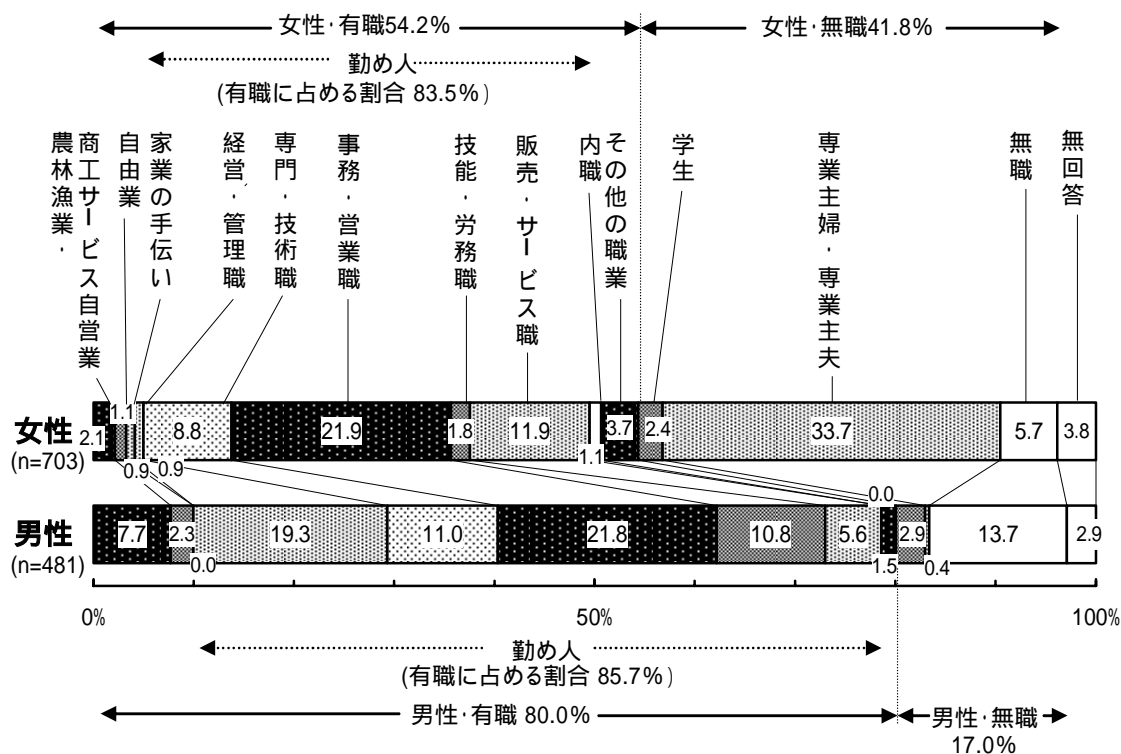 女性・有職54.2%
女性・無職41.8%
勤め人
(有職に占める割合 83.5%)
農林漁業・
商工サービス自営業
自由業
家業の手伝い
経営・管理職
専門・技術職
事務・営業職
技能・労務職
販売・サービス職
内職
その他の職業
学生
専業主婦・専業主夫
無職
無回答
女性
(n=703)
2.1
1.1
0.9
0.9
8.8
21.9
1.8
11.9
1.1
3.7
2.4
33.7
5.7
3.8
男性
(n=481)
7.7
2.3
0.0
19.3
11.0
21.8
10.8
5.6
0.0
1.5
2.9
0.4
13.7
2.9
0%
50%
100%
勤め人
(有職に占める割合 85.7%)
男性・有職 80.0%
男性・無職
17.0%